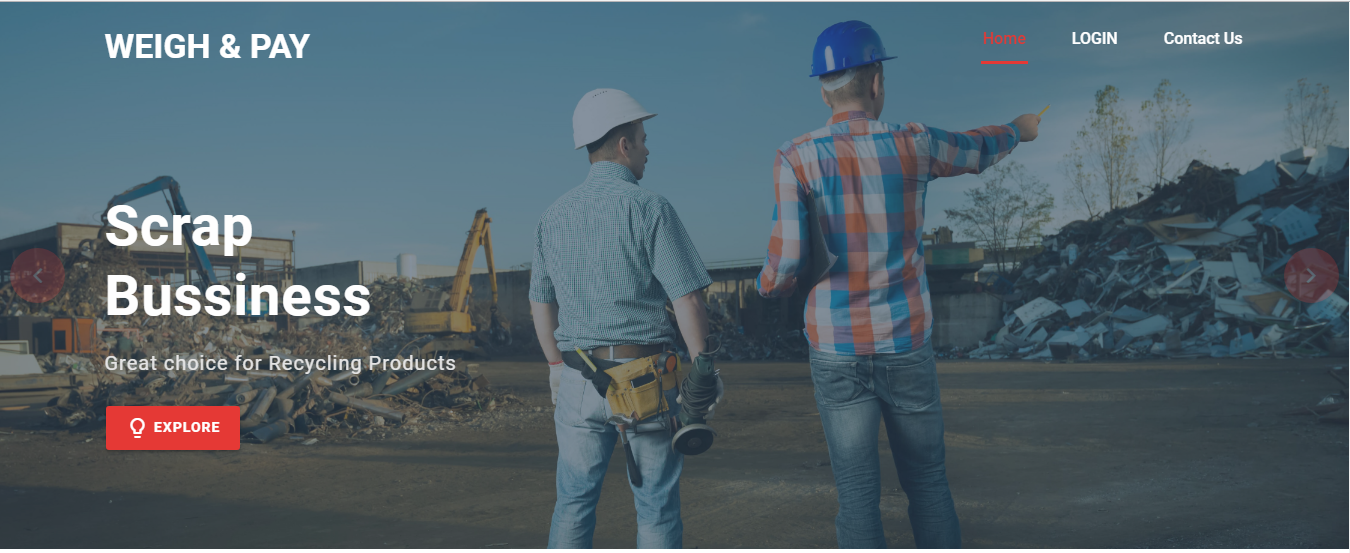 WEIGH & PAY
Home
LOGIN
Contact Us
Scrap
Bussiness
Great choice for Recycling Products
EXPLORE